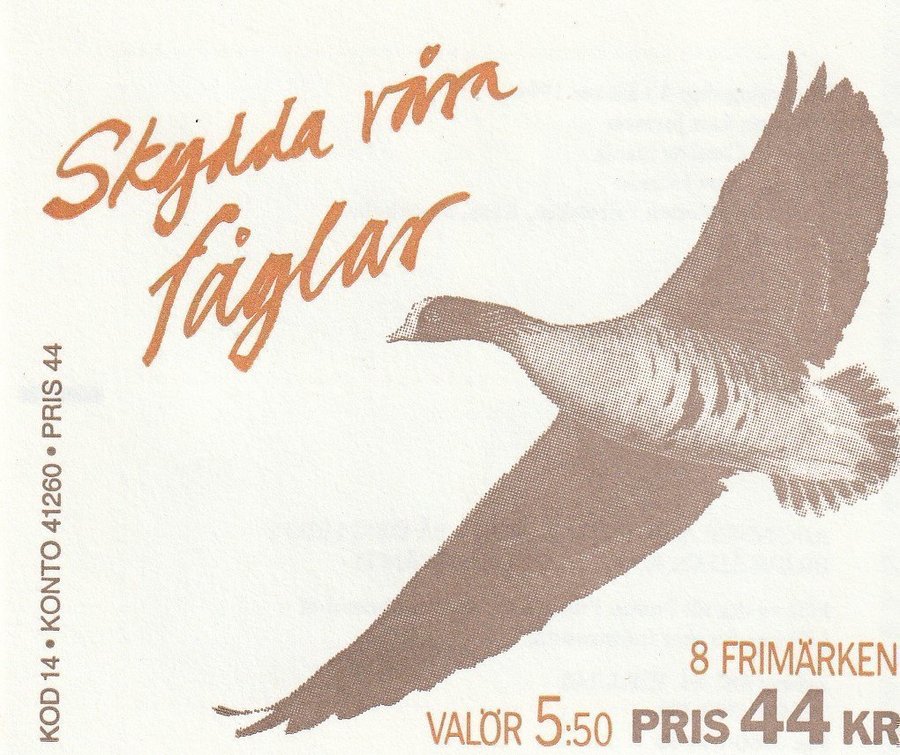 Skydda våra
fåglar
KOD 14 • KONTO 41260 • PRIS 44
8 FRIMÄRKEN
VALÖR 5:50 PRIS 44 KR